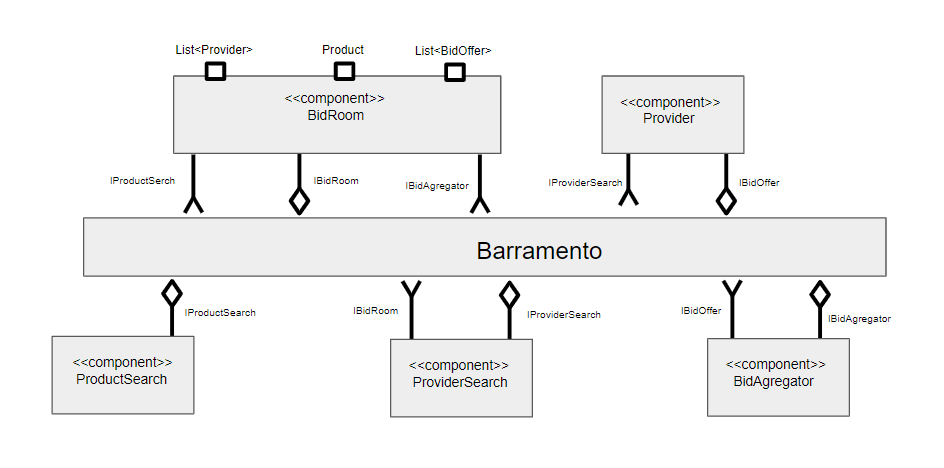 List<Provider>
Product
List<BidOffer>
<<component>>
BidRoom
<<component>>
Provider
IProductSerch
IBidRoom
IBidAgregator
IProviderSearch
IBidOffer
Barramento
IProductSearch
IBidRoom
IProviderSearch
IBidOffer
IBidAgregator
<<component>>
ProductSearch
<<component>>
ProviderSearch
<<component>>
BidAgregator